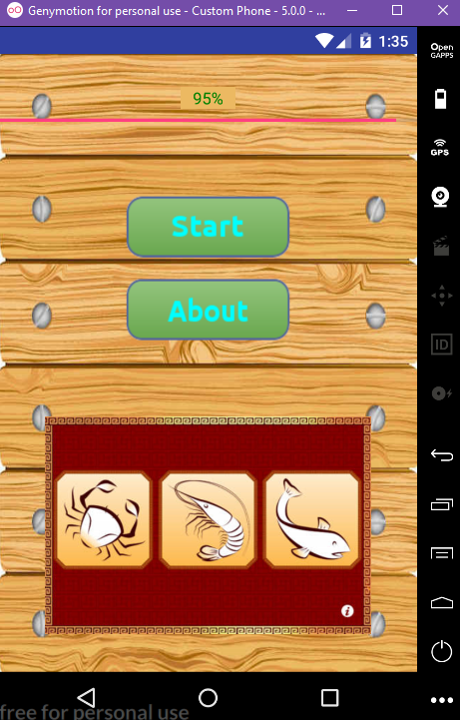 Genymotion for personal use - Custom Phone - 5.0.0 - ...
1:35
Open
GAPPS
95%
GPS
Start
About
ID
free for personal use